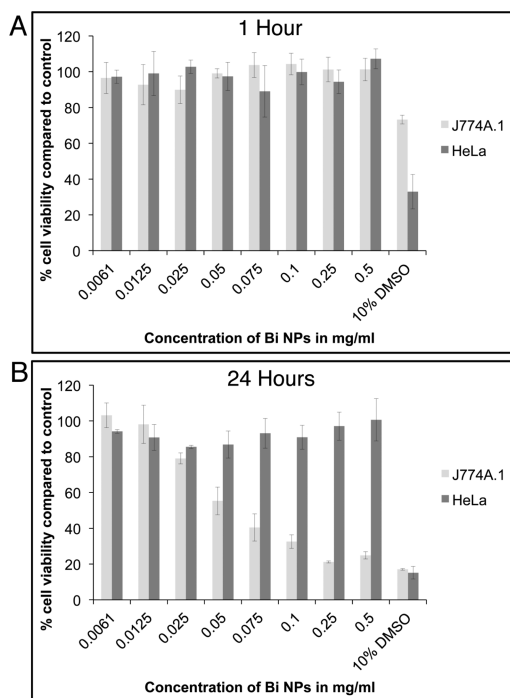 A
1 Hour
% cell viability compared to control
120
100
80
60
40
20
0
J774A.1
HeLa
0.0061
0.0125
0.025
0.05
0.075
0.1
0.25
0.5
10% DMSO
Concentration of Bi NPs in mg/ml
B
24 Hours
% cell viability compared to control
120
100
80
60
40
20
0
J774A.1
HeLa
0.0061
0.0125
0.025
0.05
0.075
0.1
0.25
0.5
10% DMSO
Concentration of Bi NPs in mg/ml